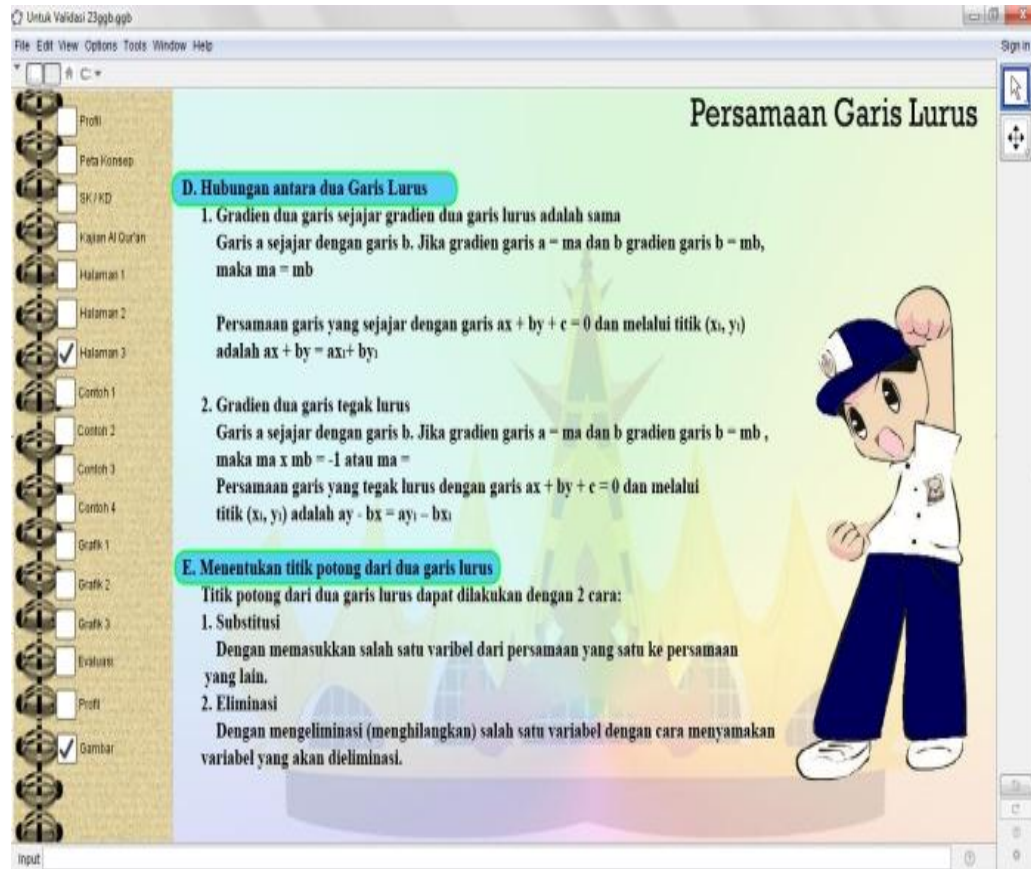 Untuk Validasi 23ggb.ggb
File Edit View Options Tools Window Help
Sign in
Persamaan Garis Lurus
Profil
Peta Konsep
SK / KD
Kajian Al Qur'an
Halaman 1
Halaman 2
Halaman 3
Contoh 1
Contoh 2
Contoh 3
Contoh 4
Grafik 1
Grafik 2
Grafik 3
Evaluasi
Profil
Gambar
D. Hubungan antara dua Garis Lurus
1. Gradien dua garis sejajar gradien dua garis lurus adalah sama
Garis a sejajar dengan garis b. Jika gradien garis a = ma dan b gradien garis b = mb,
maka ma = mb
Persamaan garis yang sejajar dengan garis ax + by + c = 0 dan melalui titik (x₁, y₁)
adalah ax + by = ax₁+ by₁
2. Gradien dua garis tegak lurus
Garis a sejajar dengan garis b. Jika gradien garis a = ma dan b gradien garis b = mb ,
maka ma x mb = -1 atau ma =
Persamaan garis yang tegak lurus dengan garis ax + by + c = 0 dan melalui
titik (x₁, y₁) adalah ay - bx = ay₁ – bx₁
E. Menentukan titik potong dari dua garis lurus
Titik potong dari dua garis lurus dapat dilakukan dengan 2 cara:
1. Substitusi
Dengan memasukkan salah satu varibel dari persamaan yang satu ke persamaan
yang lain.
2. Eliminasi
Dengan mengeliminasi (menghilangkan) salah satu variabel dengan cara menyamakan
variabel yang akan dieliminasi.
Input